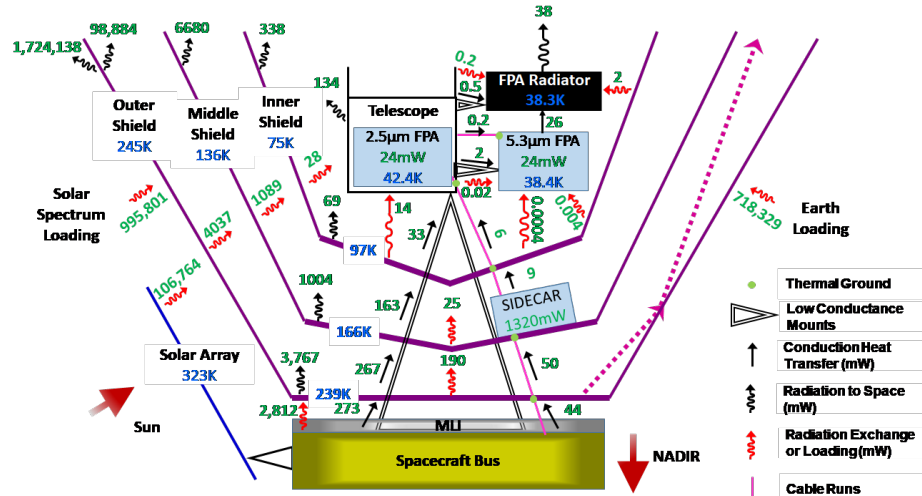 38
98,884
6680
338
1,724,138
0.2
FPA Radiator
38.3K
2
134
0.5
Outer
Shield
245K
Middle
Shield
136K
Inner
Shield
75K
Telescope
0.2
26
2.5µm FPA
24mW
42.4K
5.3µm FPA
24mW
38.4K
2
0.02
28
1089
Solar
Spectrum
Loading
995,801
4037
69
14
33
6
0.0004
0.004
718,329
Earth
Loading
97K
9
106,764
1004
163
25
SIDECAR
1320mW
Thermal Ground
Low Conductance
Mounts
166K
Solar Array
323K
3,767
267
190
50
Conduction Heat
Transfer (mW)
239K
2,812
273
44
Radiation to Space
(mW)
Sun
MLI
Spacecraft Bus
NADIR
Radiation Exchange
or Loading (mW)
Cable Runs